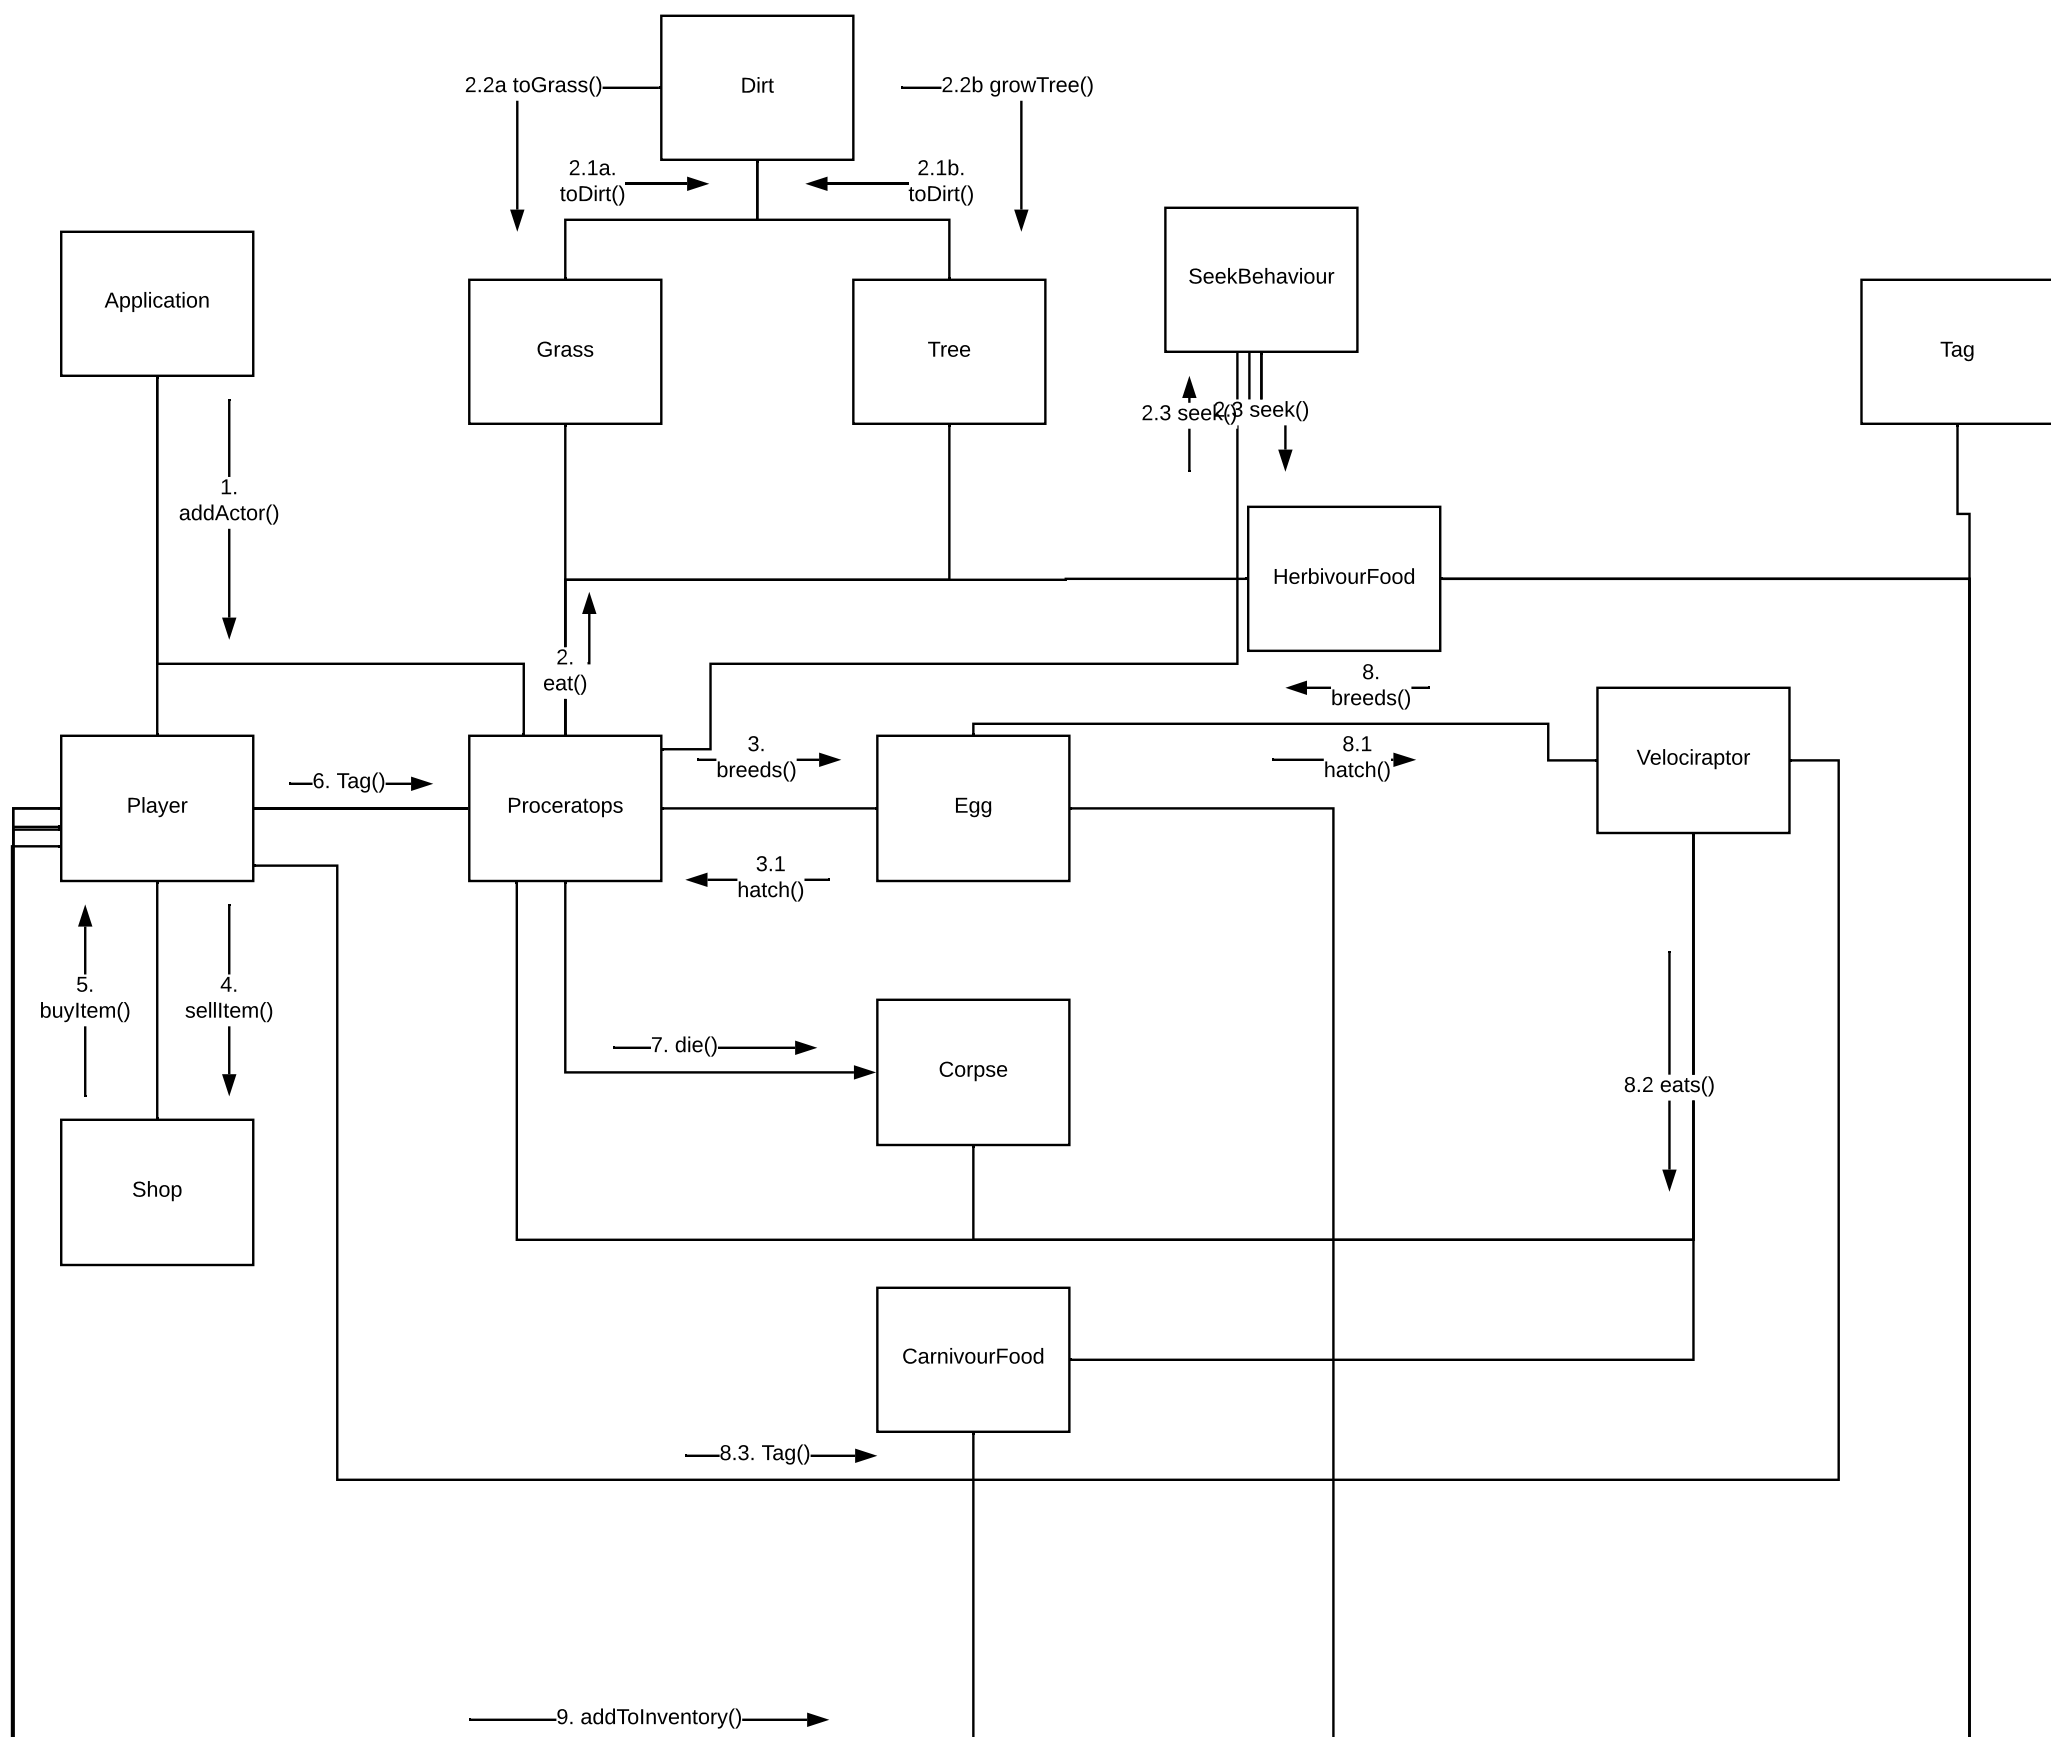 Dirt
2.2a toGrass()
2.2b growTree()
2.1a.
toDirt()
2.1b.
toDirt()
Application
SeekBehaviour
Grass
Tree
Tag
2.3 seek()
2.3 seek()
1.
addActor()
HerbivourFood
2.
eat()
8.
breeds()
3.
breeds()
8.1
hatch()
Velociraptor
6. Tag()
Player
Proceratops
Egg
3.1
hatch()
5.
buyItem()
4.
sellItem()
7. die()
Corpse
8.2 eats()
Shop
CarnivourFood
8.3. Tag()
9. addToInventory()